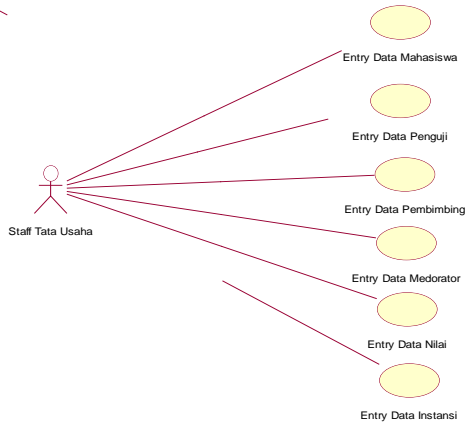 Entry Data Mahasiswa
Entry Data Penguji
Entry Data Pembimbing
Staff Tata Usaha
Entry Data Medorator
Entry Data Nilai
Entry Data Instansi